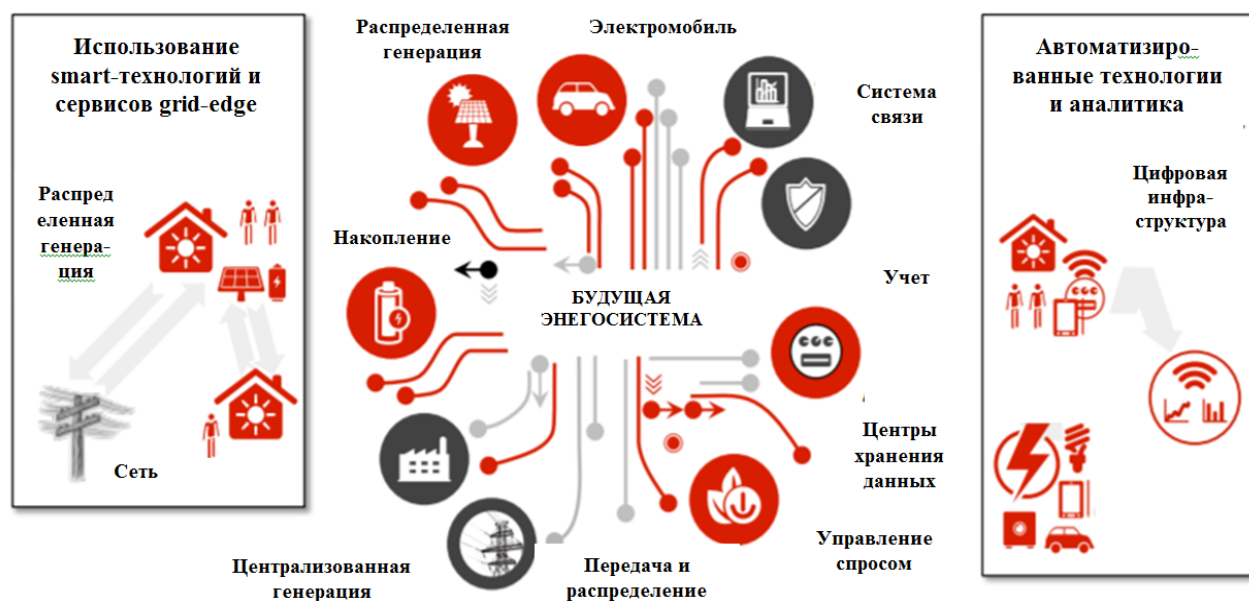 Использование
smart-технологий и
сервисов grid-edge
Распред
еленная
генера-
ция
Сеть
Распределенная
генерация
Электромобиль
Система
связи
Накопление
Учет
БУДУЩАЯ
ЭНЕГОСИСТЕМА
Центры
хранения
данных
Управление
спросом
Централизованная
генерация
Передача и
распределение
Автоматизиро-
ванные технологии
и аналитика
Цифровая
инфра-
структура